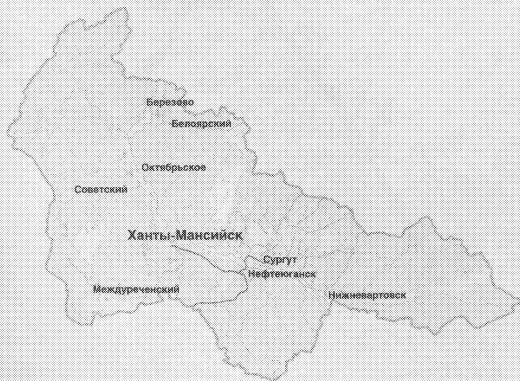 Березово
Белоярский
Октябрьское
Советский
Ханты-Мансийск
Сургут
Нефтеюганск
Междуреченский
Нижневартовск